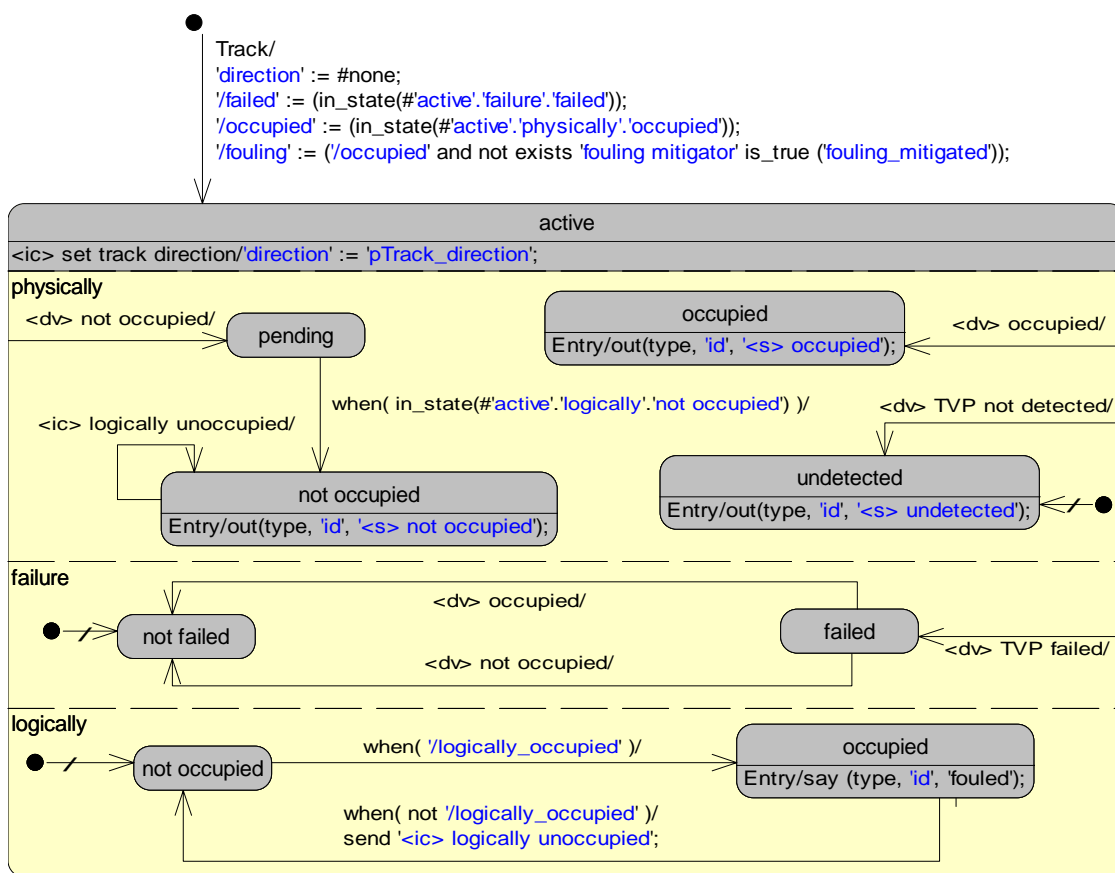 Track/
'direction' := #none;
'/failed' := (in_state(#'active'.'failure'.'failed'));
'/occupied' := (in_state(#'active'.'physically'.'occupied'));
'/fouling' := ('/occupied' and not exists 'fouling mitigator' is_true ('fouling_mitigated'));
active
<ic> set track direction/'direction' := 'pTrack_direction';
physically
<dv> not occupied/
pending
occupied
Entry/out(type, 'id', '<s> occupied');
<dv> occupied/
when( in_state(#'active'.'logically'.'not occupied') )/
<ic> logically unoccupied/
<dv> TVP not detected/
not occupied
Entry/out(type, 'id', '<s> not occupied');
undetected
Entry/out(type, 'id', '<s> undetected');
failure
<dv> occupied/
not failed
failed
<dv> not occupied/
<dv> TVP failed/
logically
not occupied
when( '/logically_occupied' )/
occupied
Entry/say (type, 'id', 'fouled');
when( not '/logically_occupied' )/
send '<ic> logically unoccupied';